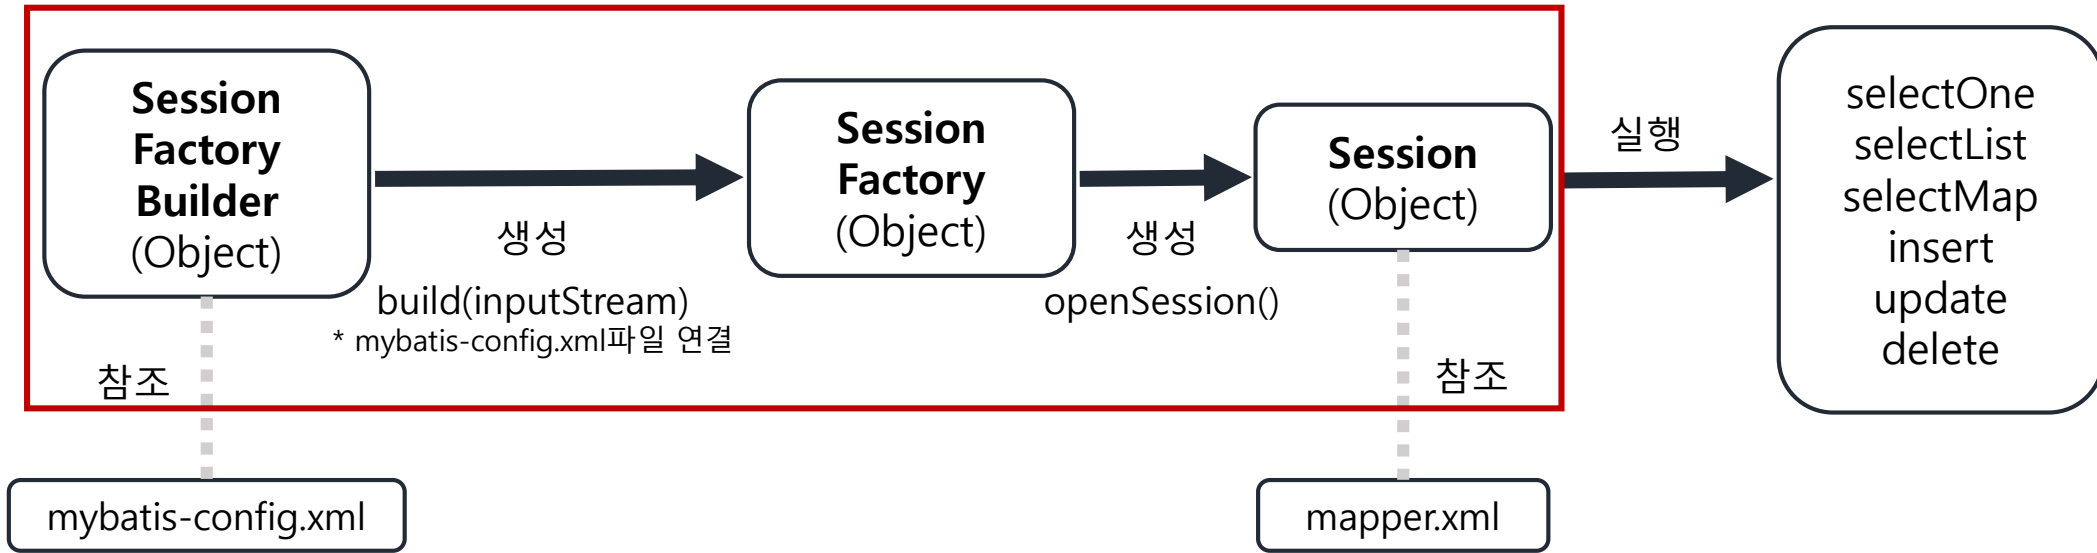 Session
Factory
Builder
(Object)
생성
build(inputStream)
* mybatis-config.xml파일 연결
참조
mybatis-config.xml
Session
Factory
(Object)
생성
openSession()
Session
(Object)
참조
mapper.xml
실행
selectOne
selectList
selectMap
insert
update
delete